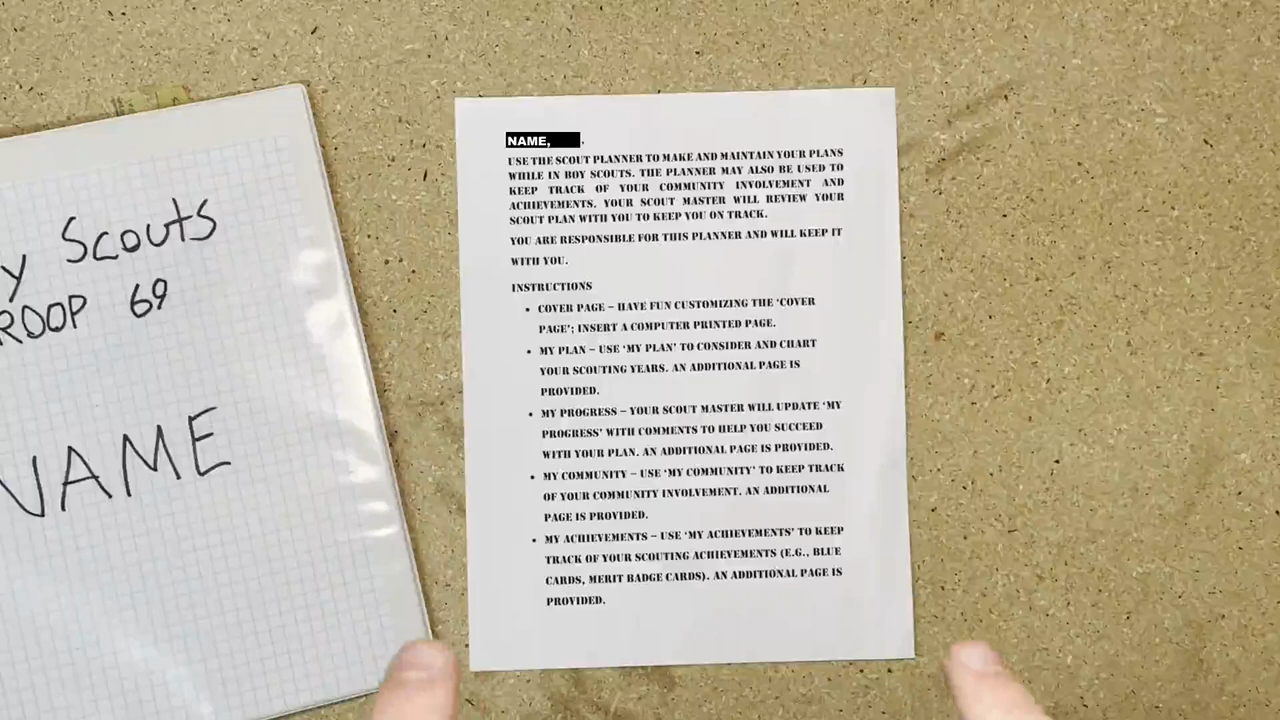 y Scouts
ROOP 69
NAME
NAME, .
USE THE SCOUT PLANNER TO MAKE AND MAINTAIN YOUR PLANS
WHILE IN BOY SCOUTS. THE PLANNER MAY ALSO BE USED TO
KEEP TRACK OF YOUR COMMUNITY INVOLVEMENT AND
ACHIEVEMENTS. YOUR SCOUT MASTER WILL REVIEW YOUR
SCOUT PLAN WITH YOU TO KEEP YOU ON TRACK.
YOU ARE RESPONSIBLE FOR THIS PLANNER AND WILL KEEP IT
WITH YOU.
INSTRUCTIONS
• COVER PAGE – HAVE FUN CUSTOMIZING THE ‘COVER
PAGE’; INSERT A COMPUTER PRINTED PAGE.
• MY PLAN – USE ‘MY PLAN’ TO CONSIDER AND CHART
YOUR SCOUTING YEARS. AN ADDITIONAL PAGE IS
PROVIDED.
• MY PROGRESS – YOUR SCOUT MASTER WILL UPDATE ‘MY
PROGRESS’ WITH COMMENTS TO HELP YOU SUCCEED
WITH YOUR PLAN. AN ADDITIONAL PAGE IS PROVIDED.
• MY COMMUNITY – USE ‘MY COMMUNITY’ TO KEEP TRACK
OF YOUR COMMUNITY INVOLVEMENT. AN ADDITIONAL
PAGE IS PROVIDED.
• MY ACHIEVEMENTS – USE ‘MY ACHIEVEMENTS’ TO KEEP
TRACK OF YOUR SCOUTING ACHIEVEMENTS (E.G., BLUE
CARDS, MERIT BADGE CARDS). AN ADDITIONAL PAGE IS
PROVIDED.